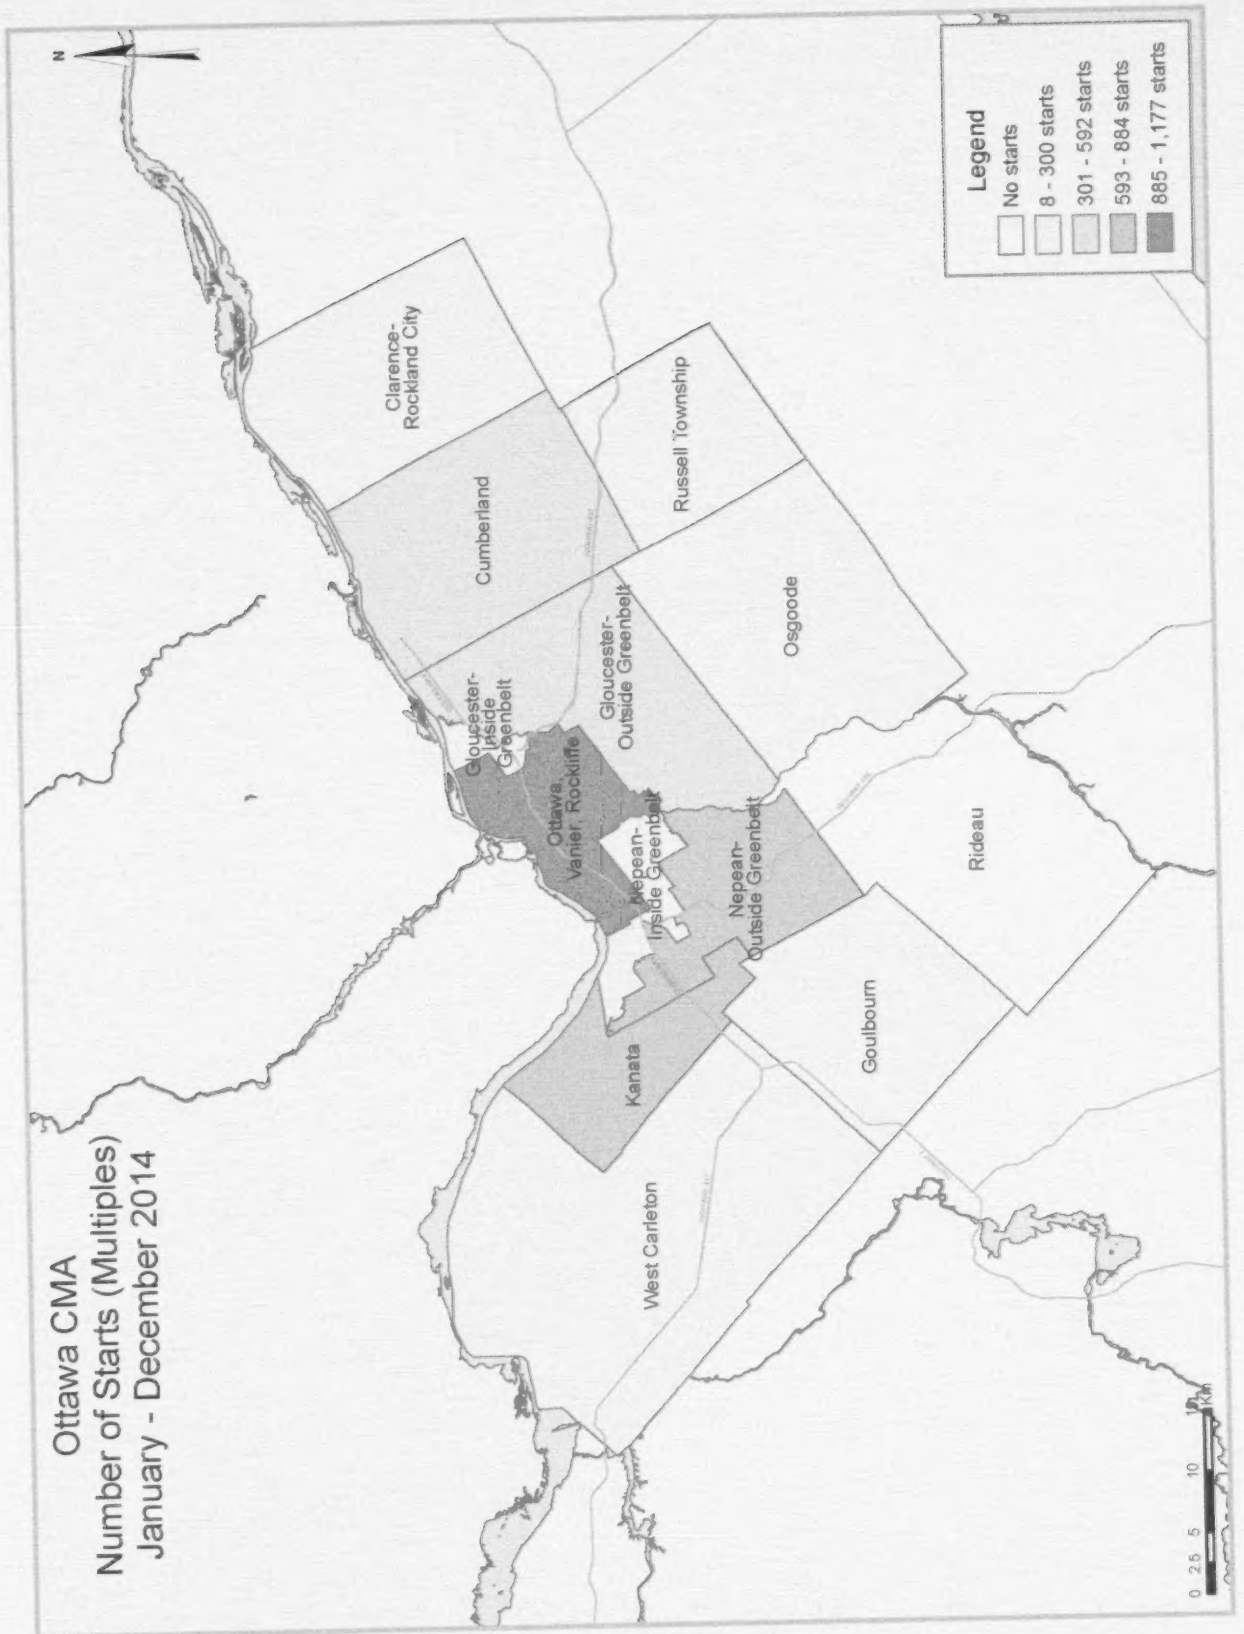 Ottawa CMA
Number of Starts (Multiples)
January - December 2014
N
Clarence-
Rockland City
Cumberland
Russell Township
Gloucester-
Inside
Greenbelt
Gloucester-
Outside Greenbelt
Osgoode
Ottawa,
Vanier, Rockliffe
Nepean-
Inside Greenbelt
Nepean-
Outside Greenbelt
Rideau
Kanata
Goulbourn
West Carleton
Legend
No starts
8 - 300 starts
301 - 592 starts
593 - 884 starts
885 - 1,177 starts
0 2.5 5 10
Km